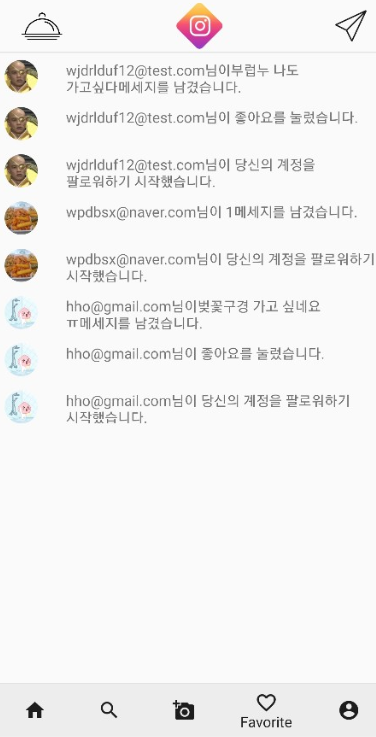 wjdrlduf12@test.com님이부럽누 나도
가고싶다메세지를 남겼습니다.
wjdrlduf12@test.com님이 좋아요를 눌렀습니다.
wjdrlduf12@test.com님이 당신의 계정을
팔로워하기 시작했습니다.
wpdbsx@naver.com님이 1메세지를 남겼습니다.
wpdbsx@naver.com님이 당신의 계정을 팔로워하기
시작했습니다.
hho@gmail.com님이벚꽃구경 가고 싶네요
ㅠ메세지를 남겼습니다.
hho@gmail.com님이 좋아요를 눌렀습니다.
hho@gmail.com님이 당신의 계정을 팔로워하기
시작했습니다.
Favorite